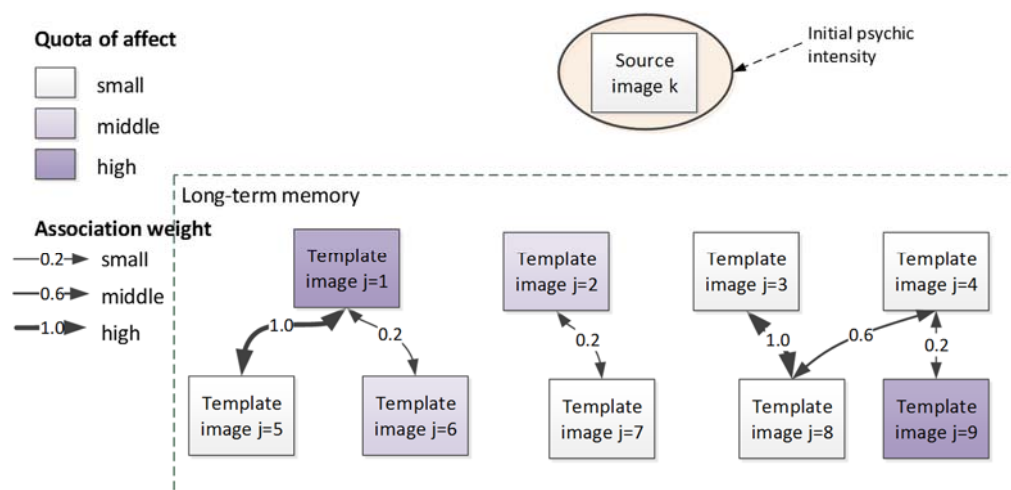 Quota of affect
small
middle
high
Source
image k
Initial psychic
intensity
Long-term memory
Association weight
0.2
small
0.6
middle
1.0
high
Template
image j=1
Template
image j=2
Template
image j=3
Template
image j=4
1.0
0.2
0.2
1.0
0.6
0.2
Template
image j=5
Template
image j=6
Template
image j=7
Template
image j=8
Template
image j=9